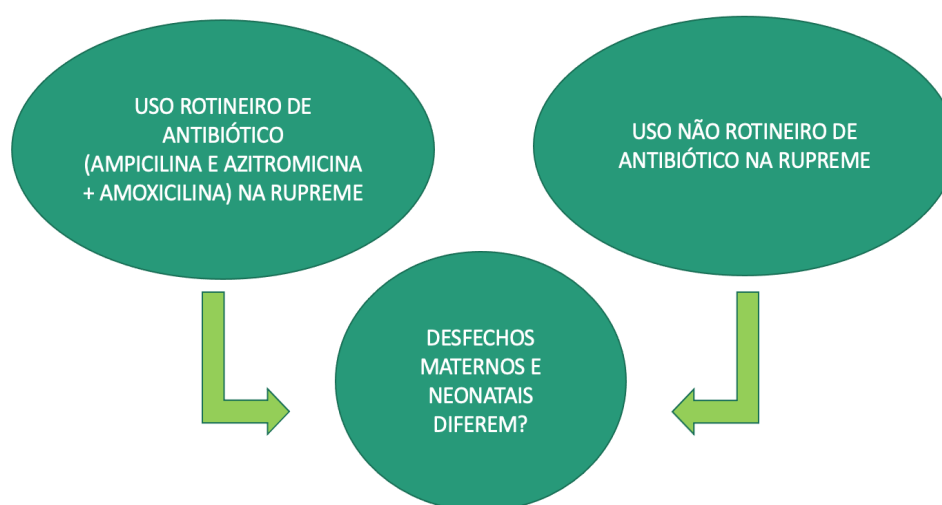 USO ROTINEIRO DE
ANTIBIÓTICO
(AMPICILINA E AZITROMICINA
+ AMOXICILINA) NA RUPREME
USO NÃO ROTINEIRO DE
ANTIBIÓTICO NA RUPREME
DESFECHOS
MATERNOS E
NEONATAIS
DIFEREM?